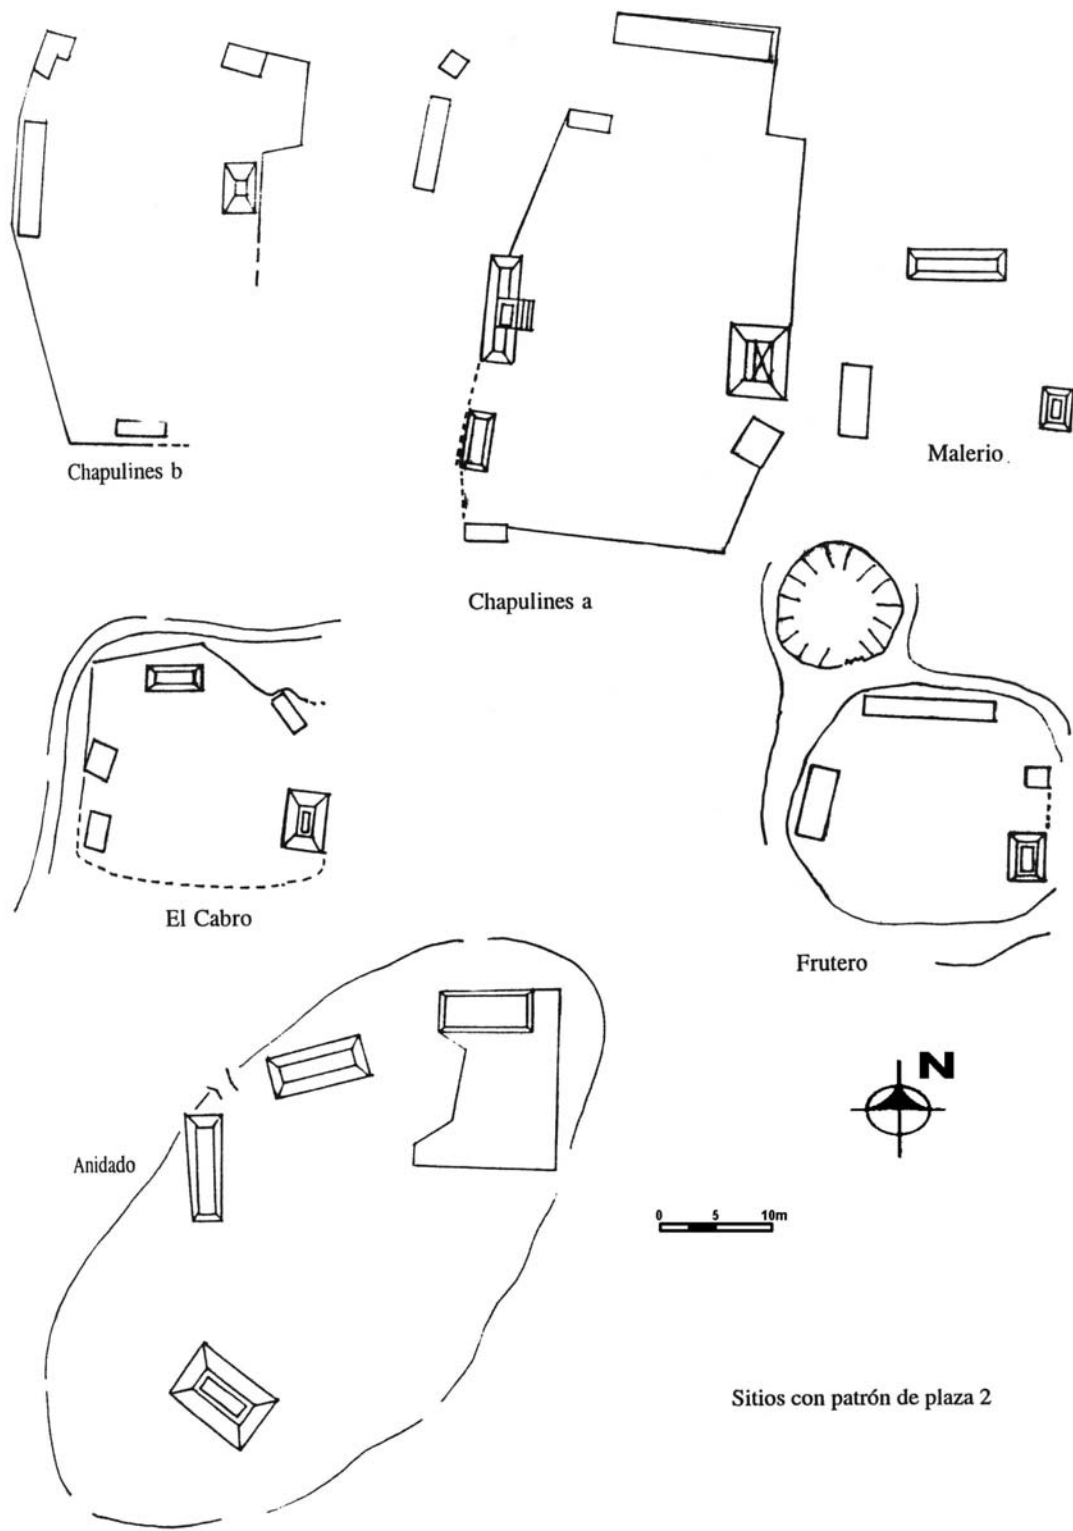 Chapulines b
Malerio
Chapulines a
El Cabro
Frutero
N
Anidado
0 5 10m
Sitios con patrón de plaza 2